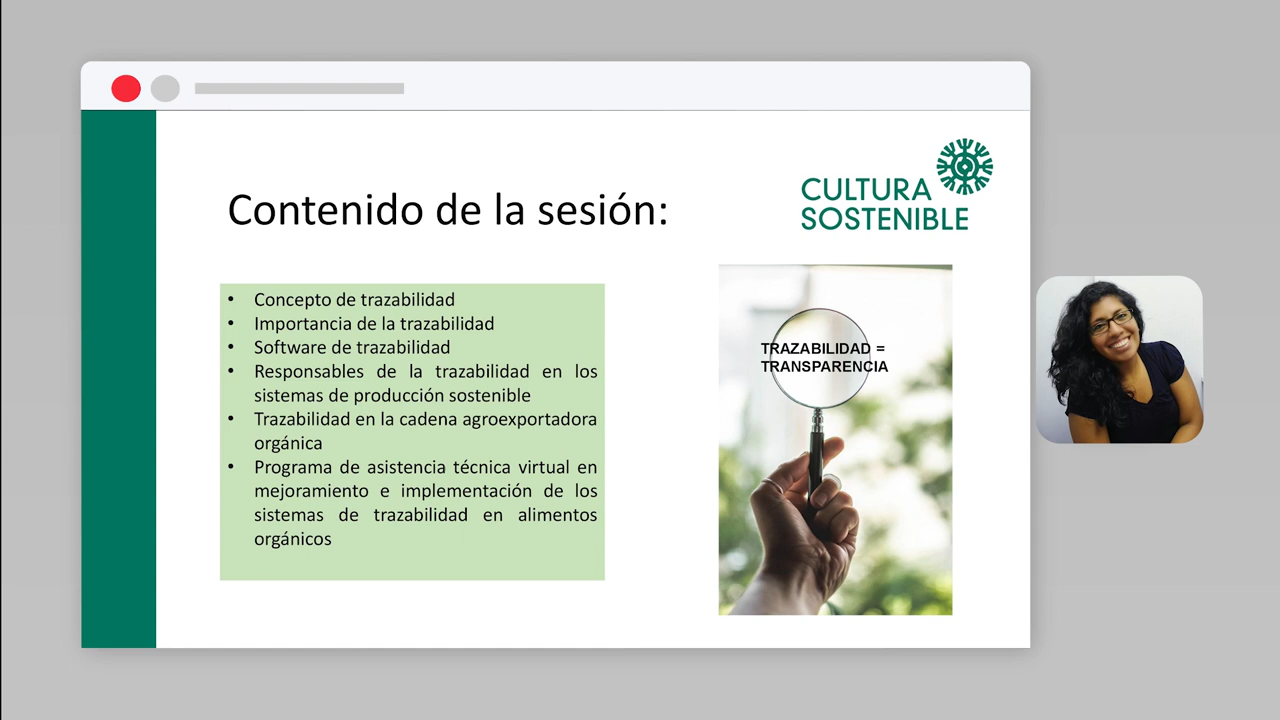 CULTURA
SOSTENIBLE
Contenido de la sesión:
• Concepto de trazabilidad
• Importancia de la trazabilidad
• Software de trazabilidad
• Responsables de la trazabilidad en los
sistemas de producción sostenible
• Trazabilidad en la cadena agroexportadora
orgánica
• Programa de asistencia técnica virtual en
mejoramiento e implementación de los
sistemas de trazabilidad en alimentos
orgánicos
TRAZABILIDAD =
TRANSPARENCIA